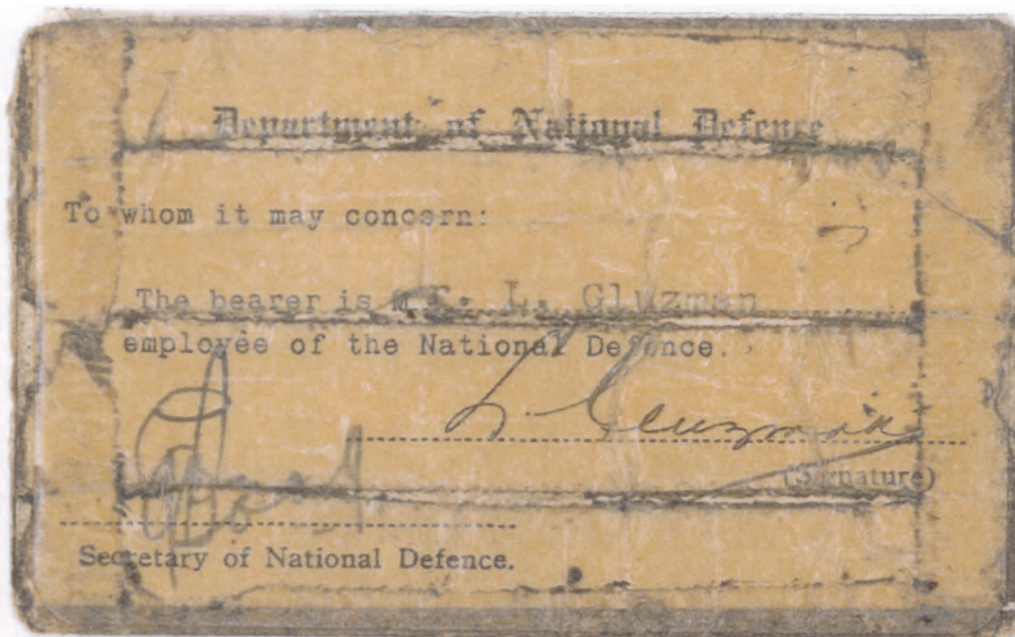 Department of National Defence
To whom it may concern:
The bearer is Mr. L. Gluzman
employee of the National Defence.
L. Gluzman
(Signature)
Secretary of National Defence.